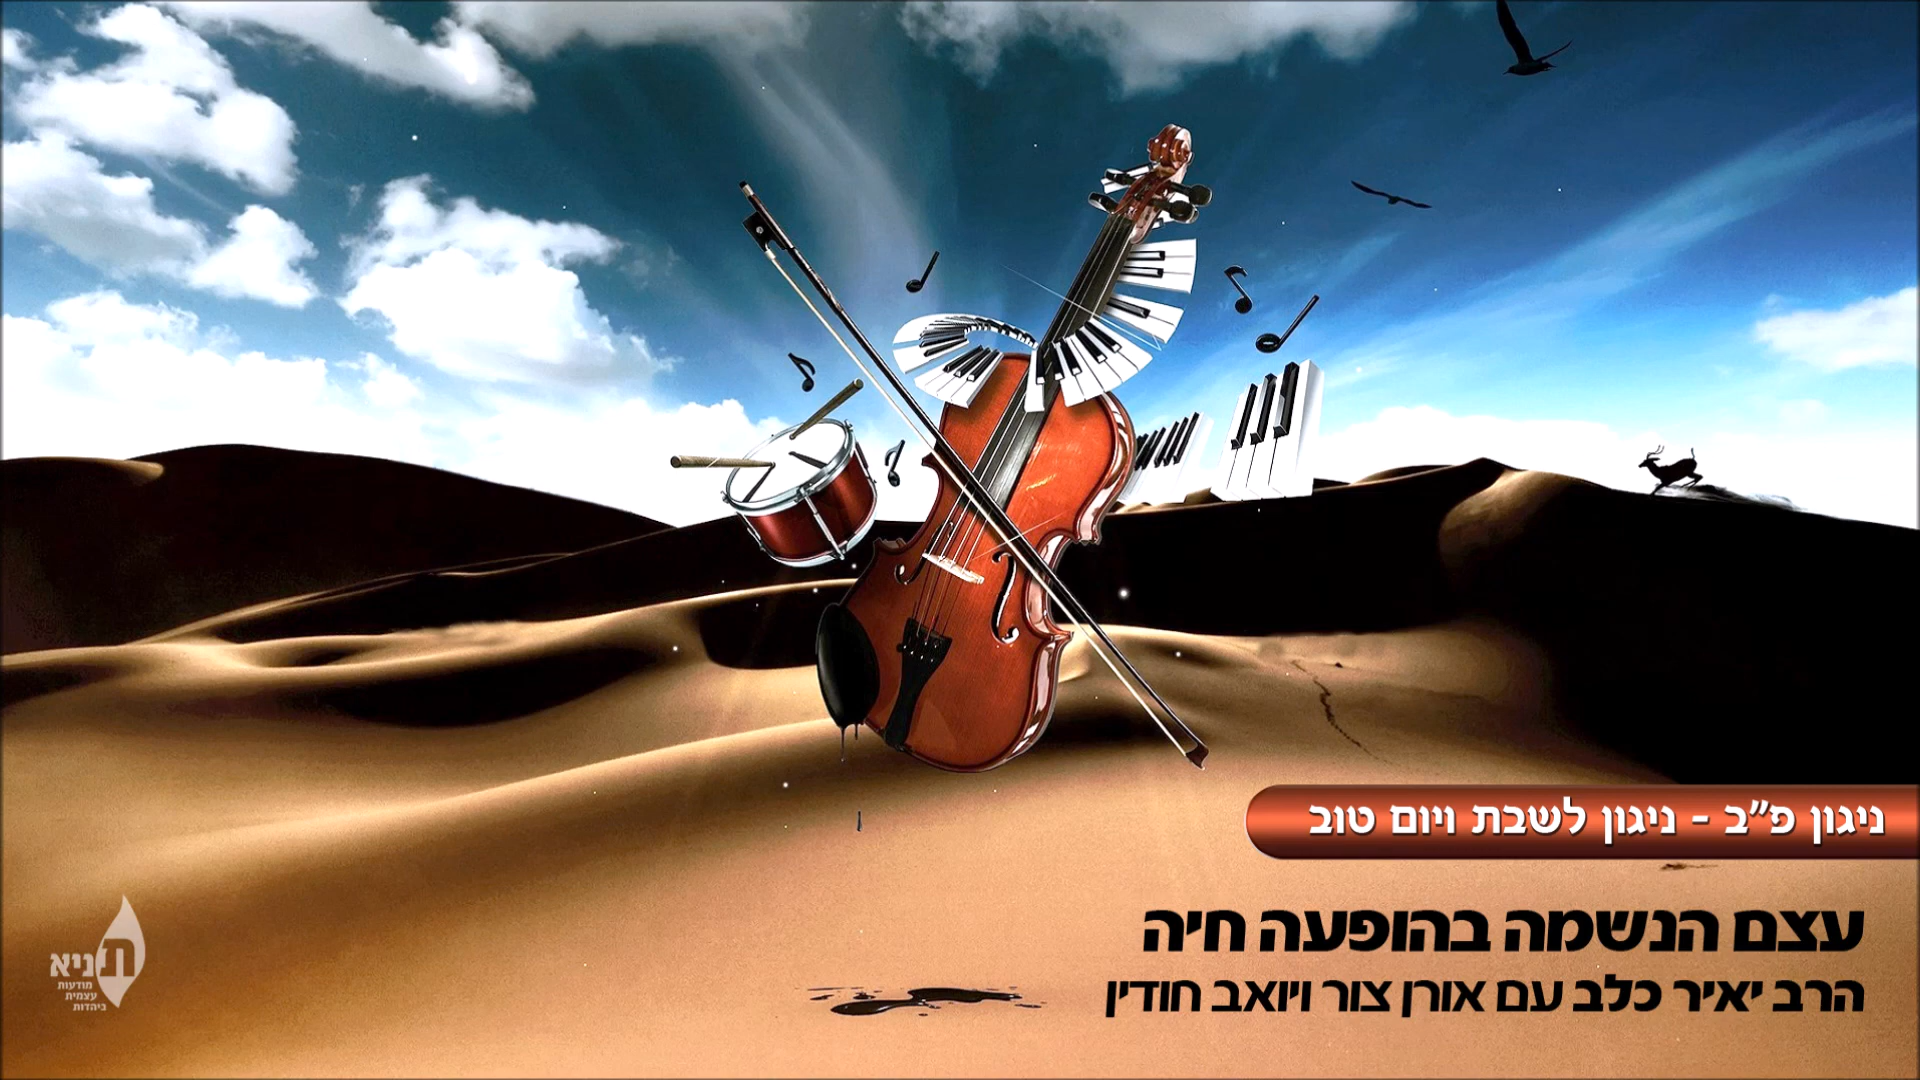 ניגון פ"ב - ניגון לשבת ויום טוב
עצם הנשמה בהופעה חיה
הרב יאיר כלב עם אורן צור ויואב חודין
תניא
מודעות
עצמית
ביהדות